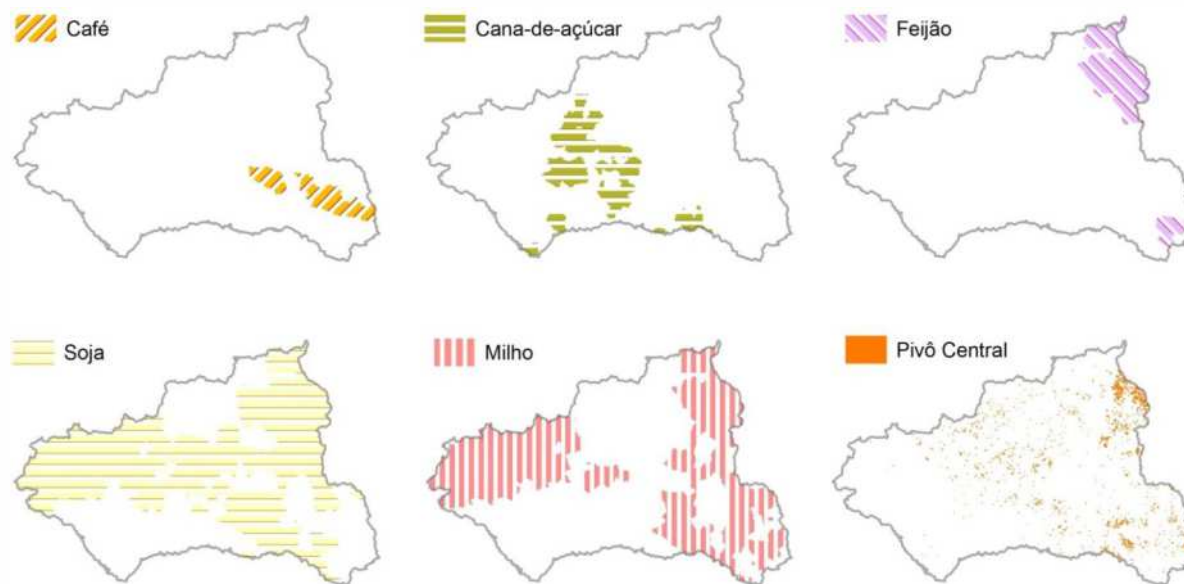 Café
Cana-de-açúcar
Feijão
Soja
Milho
Pivô Central